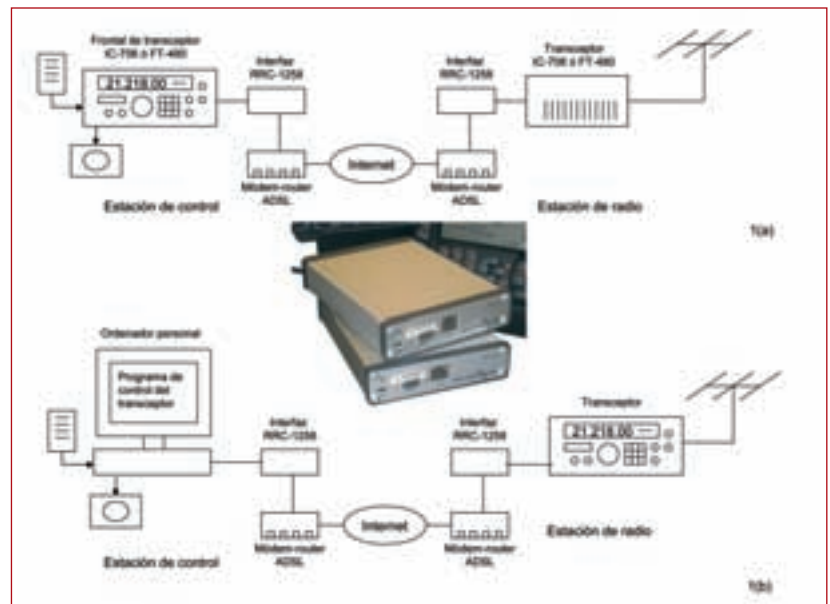 Frontal de transceptor
IC-706 ó FT-480
21.218.00
Interfaz
RRC-1258
Interfaz
RRC-1258
Transceptor
IC-706 ó FT-480
Internet
Módem-router
ADSL
Módem-router
ADSL
Estación de control
Estación de radio
1(a)
Ordenador personal
Programa de
control del
transceptor
Interfaz
RRC-1258
Interfaz
RRC-1258
Transceptor
21.218.00
Internet
Módem-router
ADSL
Módem-router
ADSL
Estación de control
Estación de radio
1(b)